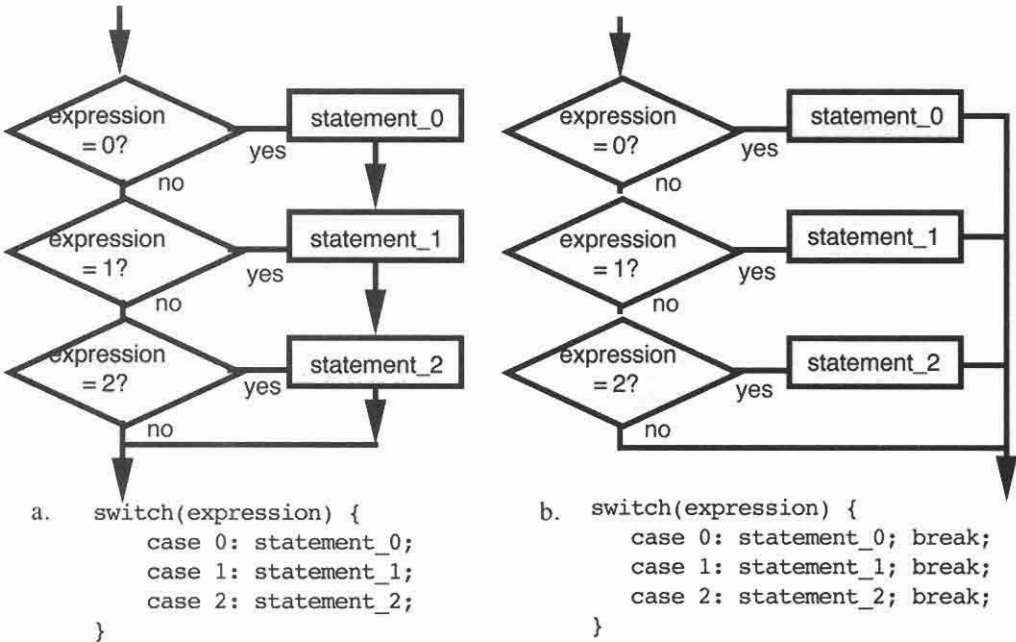 expression
= 0?
yes
no
statement_0
expression
= 1?
yes
no
statement_1
expression
= 2?
yes
no
statement_2
a. switch(expression) {
case 0: statement_0;
case 1: statement_1;
case 2: statement_2;
}
expression
= 0?
yes
no
statement_0
expression
= 1?
yes
no
statement_1
expression
= 2?
yes
no
statement_2
b. switch(expression) {
case 0: statement_0; break;
case 1: statement_1; break;
case 2: statement_2; break;
}